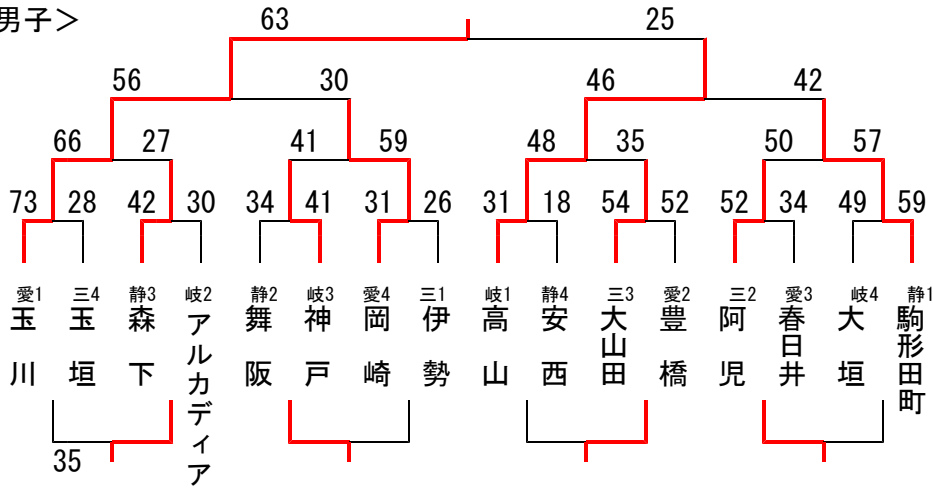 男子＞
63 25
56 30 46 42
66 27 41 59 48 35 50 57
73 28 42 30 34 41 31 26 31 18 54 52 52 34 49 59
愛1 三4 静3 岐2 静2 岐3 愛4 三1 岐1 静4 三3 愛2 三2 愛3 岐4 静1
玉川
玉垣
森下
アルカディア
舞阪
神戸
岡崎
伊勢
高山
安西
大山田
豊橋
阿児
春日井
大垣
駒形田町
35